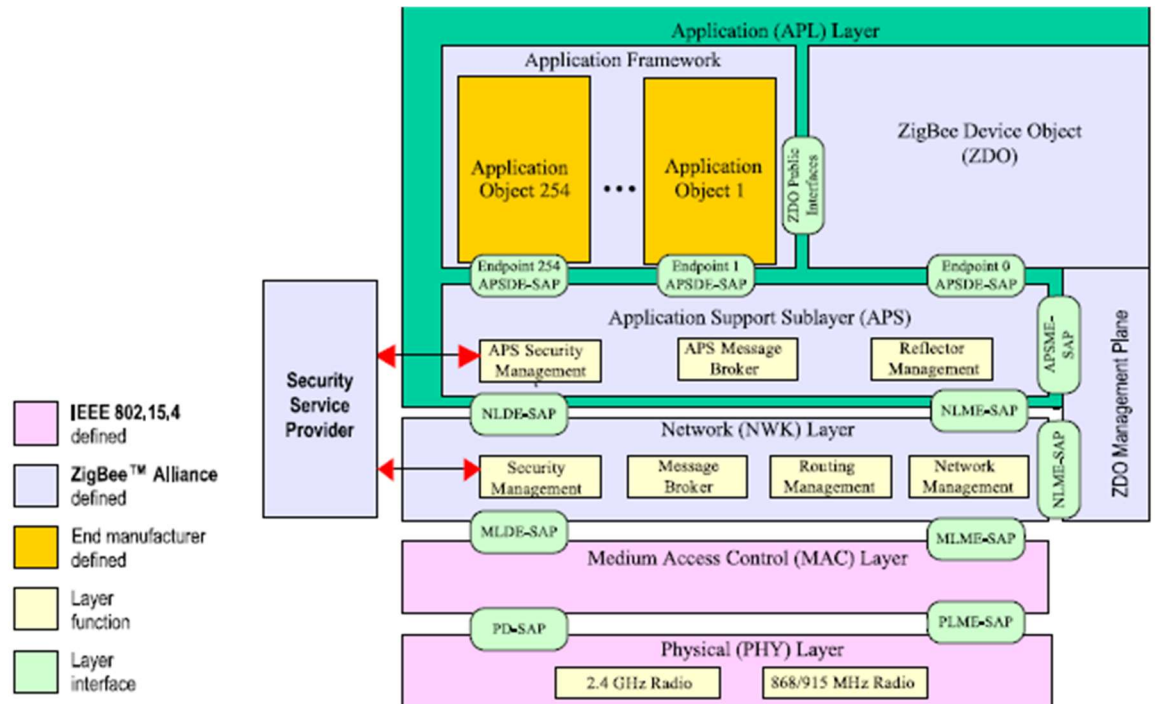 Application (APL) Layer
Application Framework
Application
Object 254
...
Application
Object 1
ZDO Public
Interfaces
ZigBee Device Object
(ZDO)
Endpoint 254
APSDE-SAP
Endpoint 1
APSDE-SAP
Endpoint 0
APSDE-SAP
Application Support Sublayer (APS)
APS Security
Management
APS Message
Broker
Reflector
Management
APSME-
SAP
Security
Service
Provider
NLDE-SAP
NLME-SAP
Network (NWK) Layer
Security
Management
Message
Broker
Routing
Management
Network
Management
NLME-SAP
ZDO Management Plane
MLDE-SAP
MLME-SAP
Medium Access Control (MAC) Layer
PD-SAP
PLME-SAP
Physical (PHY) Layer
2.4 GHz Radio
868/915 MHz Radio
IEEE 802,15,4
defined
ZigBee™ Alliance
defined
End manufacturer
defined
Layer
function
Layer
interface